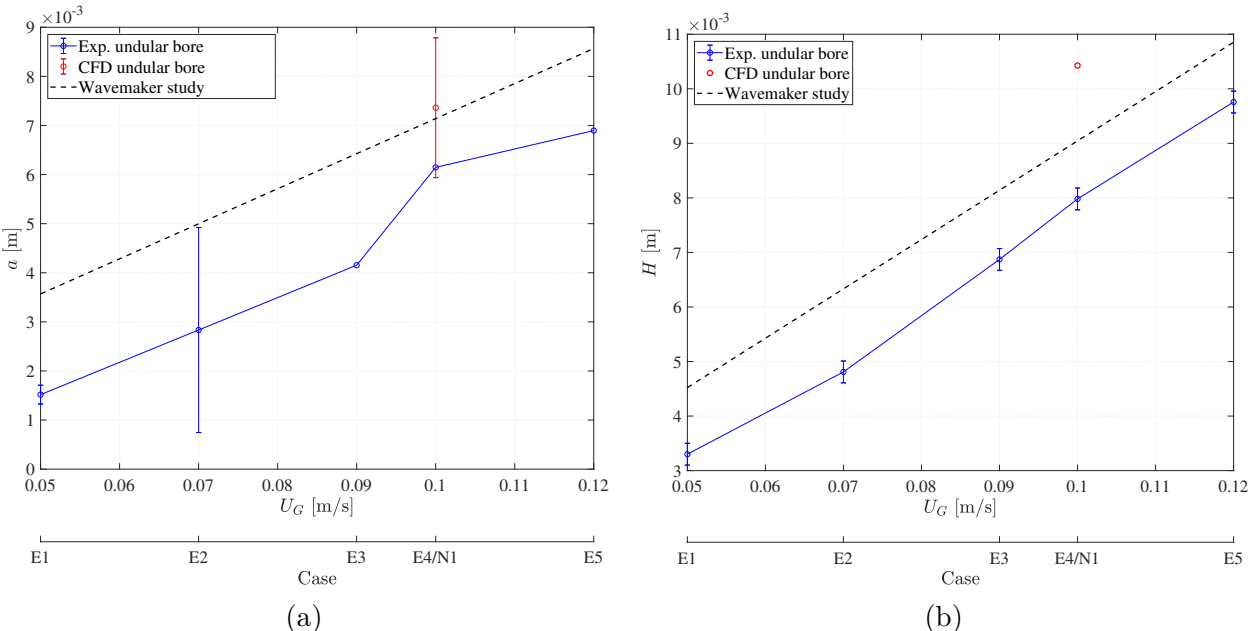 ×10⁻³
9
8
7
6
5
4
3
2
1
0
a [m]
Exp. undular bore
CFD undular bore
Wavemaker study
0.05 0.06 0.07 0.08 0.09 0.1 0.11 0.12
U_G [m/s]
E1 E2 E3 E4/N1 E5
Case
(a)
×10⁻³
11
10
9
8
7
6
5
4
3
H [m]
Exp. undular bore
CFD undular bore
Wavemaker study
0.05 0.06 0.07 0.08 0.09 0.1 0.11 0.12
U_G [m/s]
E1 E2 E3 E4/N1 E5
Case
(b)